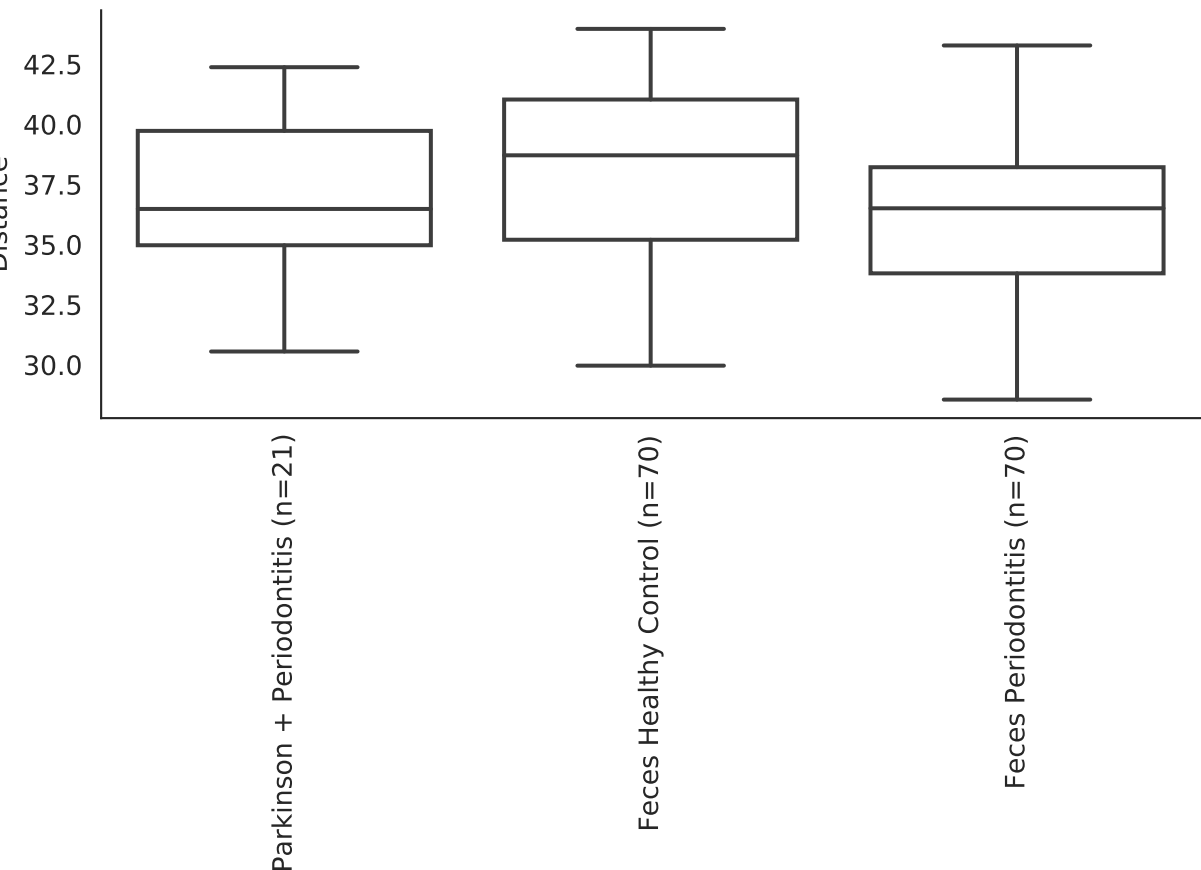 Distance
42.5
40.0
37.5
35.0
32.5
30.0
Parkinson + Periodontitis (n=21)
Feces Healthy Control (n=70)
Feces Periodontitis (n=70)